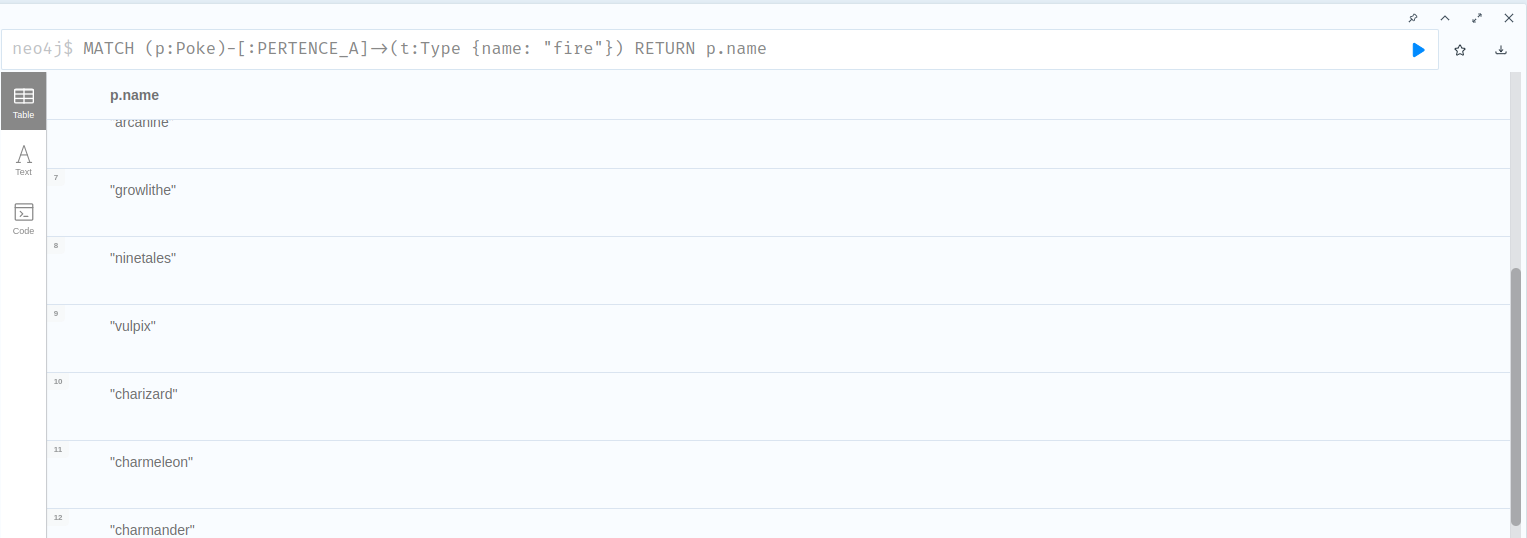 neo4j$ MATCH (p:Poke)-[:PERTENCE_A]→(t:Type {name: "fire"}) RETURN p.name
Table
Text
Code
p.name
"arcanine"
7
"growlithe"
8
"ninetales"
9
"vulpix"
10
"charizard"
11
"charmeleon"
12
"charmander"